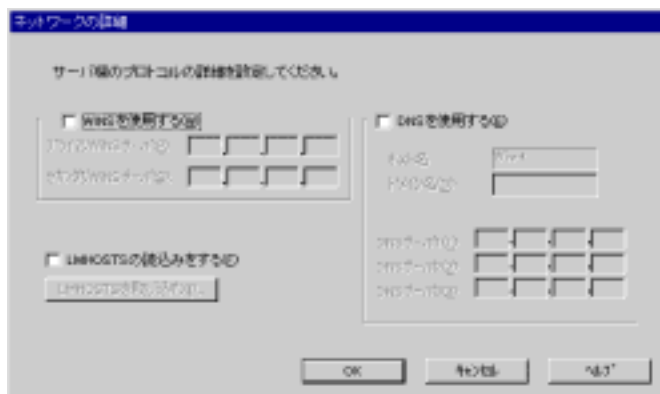 ネットワークの詳細
サーバ側のプロトコルの詳細を設定してください。
WINSを使用する(W)
プライマリWINSサーバ(P):
セカンダリWINSサーバ(S):
LMHOSTSの読込みをする(L)
DNSを使用する(D)
ホスト名
ドメイン名
DNSサーバ(1):
DNSサーバ(2):
DNSサーバ(3):
OK
キャンセル
ヘルプ